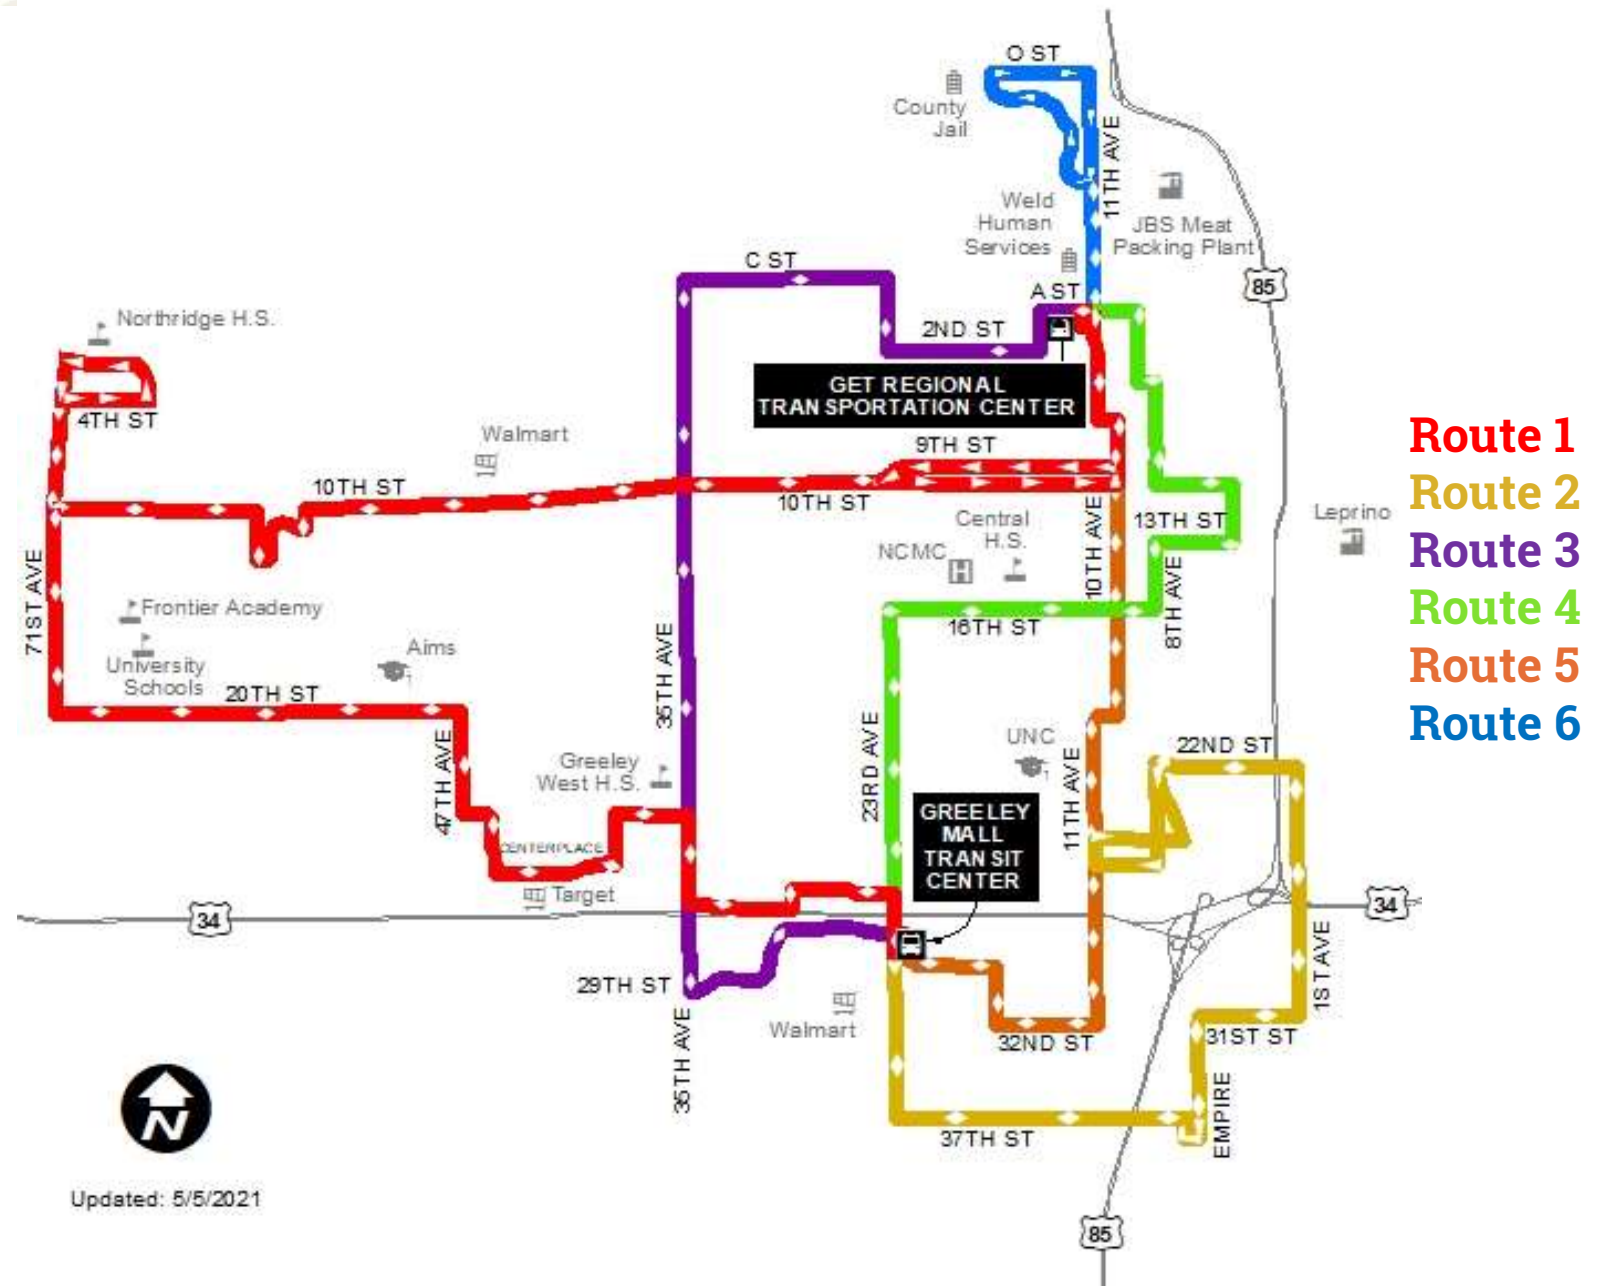 O ST
County
Jail
11TH AVE
Weld
Human
Services
JBS Meat
Packing Plant
85
C ST
A ST
2ND ST
Northridge H.S.
4TH ST
GET REGIONAL
TRANSPORTATION CENTER
Walmart
9TH ST
10TH ST
10TH ST
Central
H.S.
NCMC
10TH AVE
13TH ST
Leprino
8TH AVE
16TH ST
71ST AVE
Frontier Academy
University
Schools
Aims
20TH ST
35TH AVE
47TH AVE
Greeley
West H.S.
CENTERPLACE
Target
23RD AVE
UNC
11TH AVE
22ND ST
GREELEY
MALL
TRANSIT
CENTER
34
34
29TH ST
35TH AVE
Walmart
32ND ST
31ST ST
1ST AVE
37TH ST
EMPIRE
85
N
Updated: 5/5/2021
Route 1
Route 2
Route 3
Route 4
Route 5
Route 6